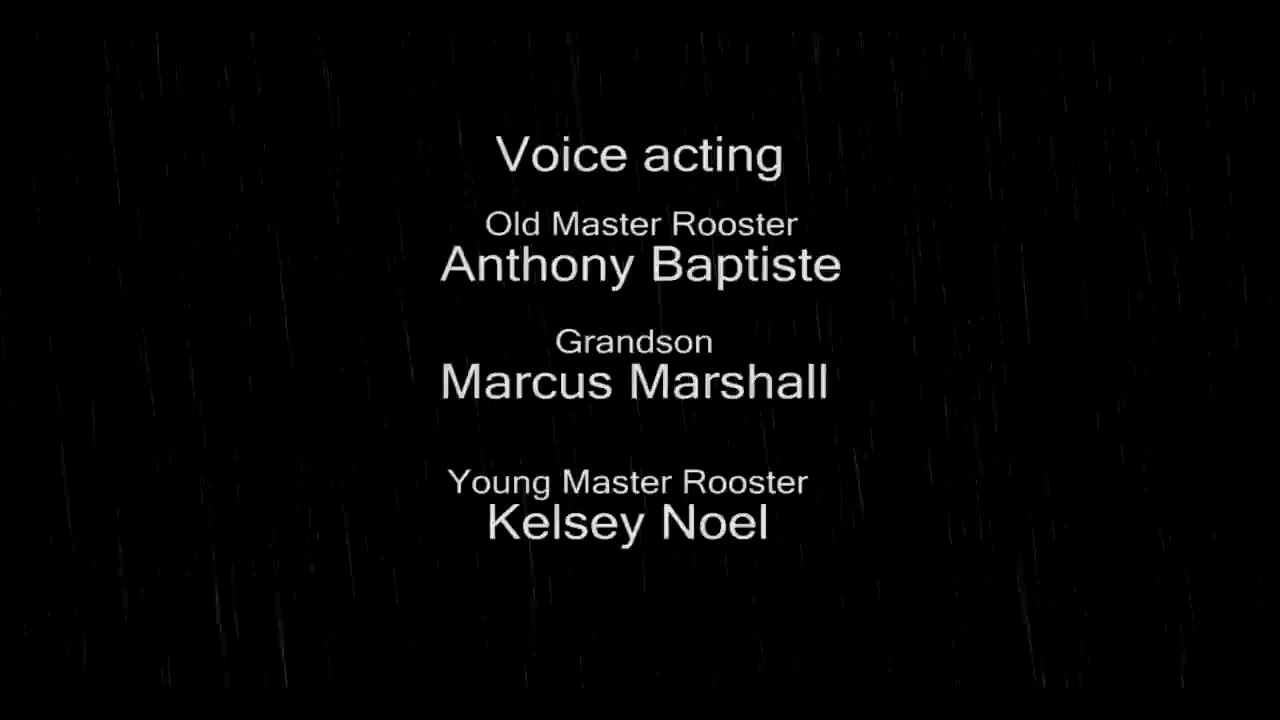 Voice acting
Old Master Rooster
Anthony Baptiste
Grandson
Marcus Marshall
Young Master Rooster
Kelsey Noel